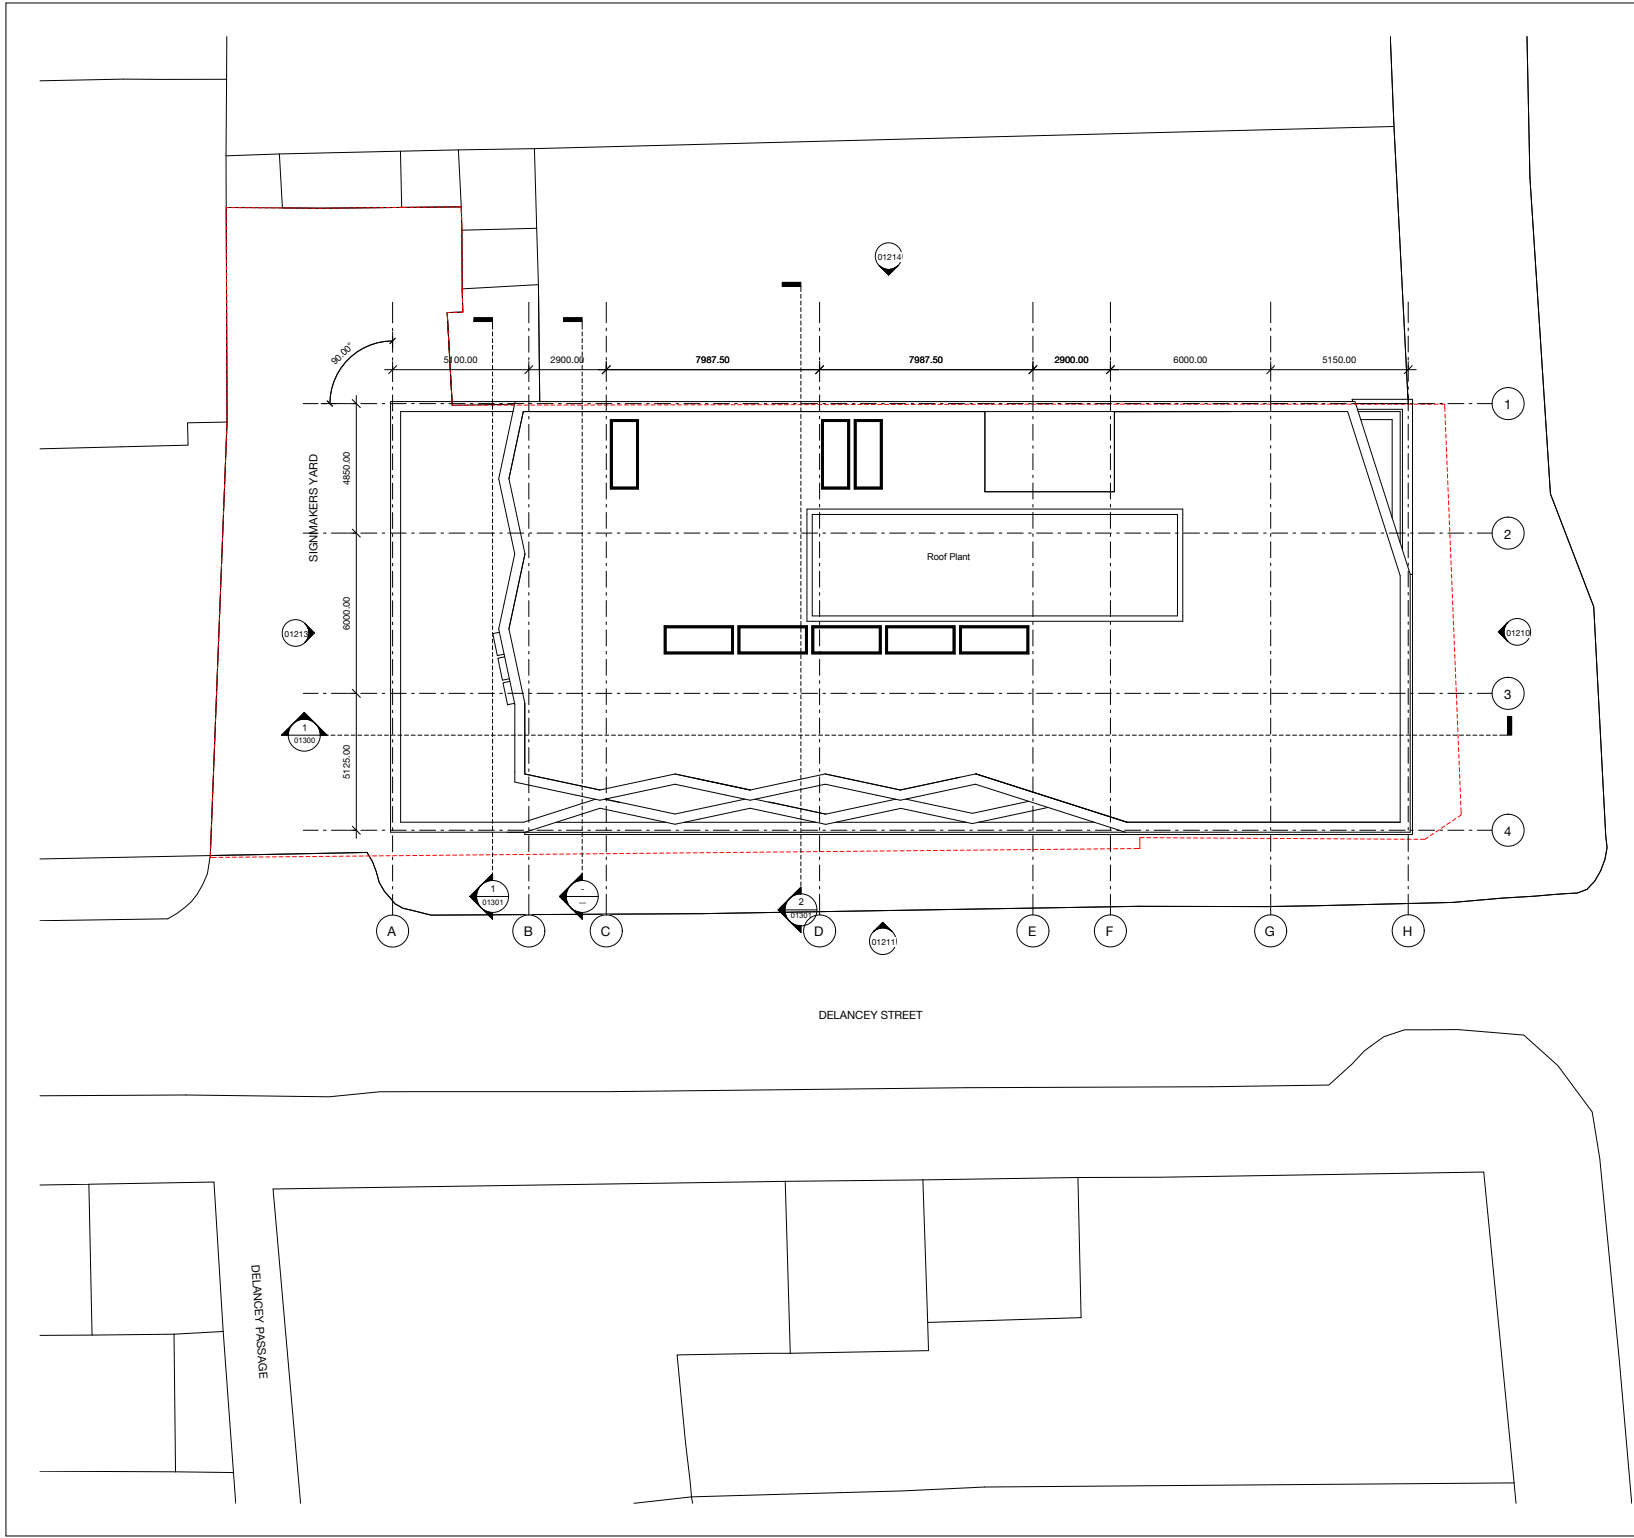 01214
90.00°
5100.00
2900.00
7987.50
7987.50
2900.00
6000.00
5150.00
1
SIGNMAKERS YARD
4850.00
2
Roof Plant
6000.00
01213
01210
3
1
01300
5125.00
4
1
01301
-
---
2
01301
A
B
C
D
E
F
G
H
01211
DELANCEY STREET
DELANCEY PASSAGE